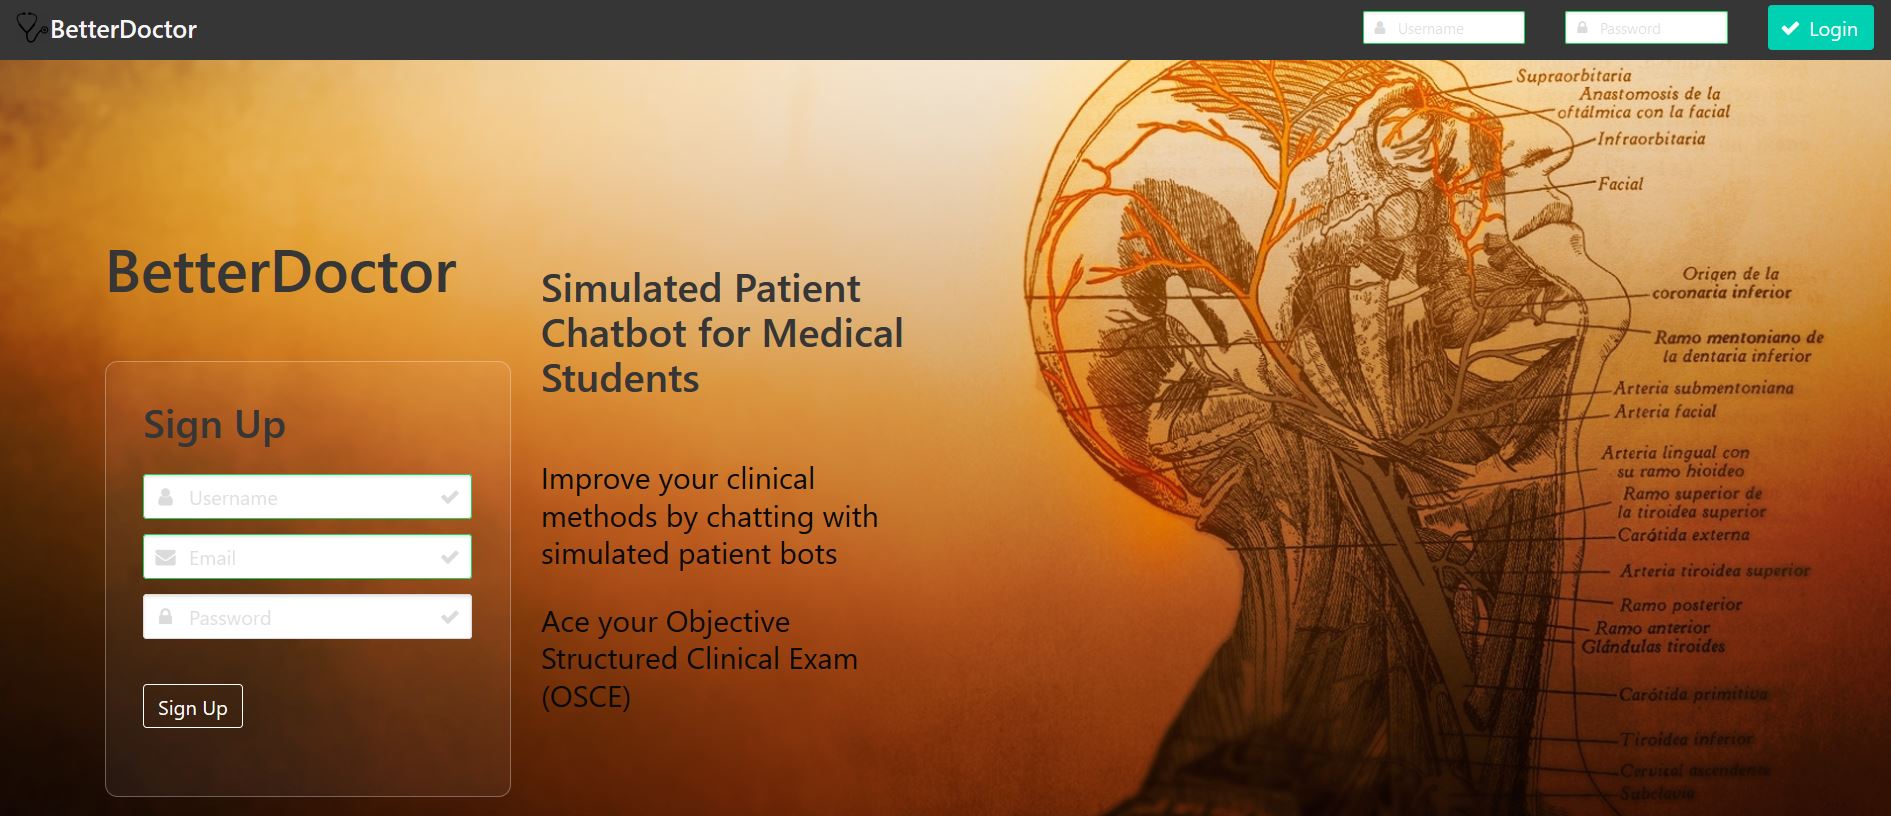 BetterDoctor
Username
Password
Login
BetterDoctor
Sign Up
Username
Email
Password
Sign Up
Simulated Patient
Chatbot for Medical
Students
Improve your clinical
methods by chatting with
simulated patient bots
Ace your Objective
Structured Clinical Exam
(OSCE)
Supraorbitaria
Anastomosis de la
oftálmica con la facial
Infraorbitaria
Facial
Origen de la
coronaria inferior
Ramo mentoniano de
la dentaria inferior
Arteria submentoniana
Arteria facial
Arteria lingual con
su ramo hioideo
Ramo superior de
la tiroidea superior
Carótida externa
Arteria tiroidea superior
Ramo posterior
Ramo anterior
Glándulas tiroides
Carótida primitiva
Tiroidea inferior
Cervical ascendente
Subclavia